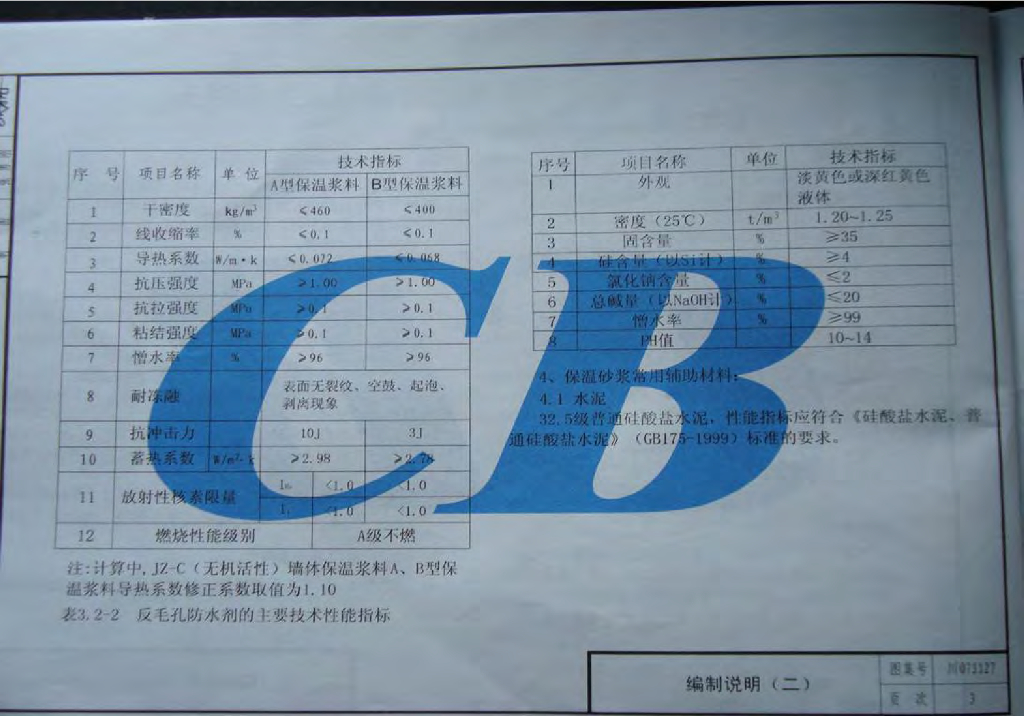 序 号 项目名称 单 位 技术指标
A型保温浆料 B型保温浆料
1 干密度 kg/m³ ≤460 ≤400
2 线收缩率 % ≤0.1 ≤0.1
3 导热系数 W/m·k ≤0.072 ≤0.068
4 抗压强度 MPa ≥1.00 ≥1.00
5 抗拉强度 MPa ≥0.1 ≥0.1
6 粘结强度 MPa ≥0.1 ≥0.1
7 憎水率 % ≥96 ≥96
8 耐冻融 表面无裂纹、空鼓、起泡、
剥离现象
9 抗冲击力 10J 3J
10 蓄热系数 W/m²·k ≥2.98 ≥2.78
11 放射性核素限量 <1.0 <1.0
<1.0 <1.0
12 燃烧性能级别 A级不燃
注:计算中,JZ-C(无机活性)墙体保温浆料A、B型保
温浆料导热系数修正系数取值为1.10
表3.2-2 反毛孔防水剂的主要技术性能指标
序号 项目名称 单位 技术指标
1 外观 淡黄色或深红黄色
液体
2 密度(25℃) t/m³ 1.20~1.25
3 固含量 % ≥35
4 硅含量(以Si计) % ≥4
5 氯化钠含量 % ≤2
6 总碱量(以NaOH计) % ≤20
7 憎水率 % ≥99
8 PH值 10~14
4、保温砂浆常用辅助材料:
4.1 水泥
32.5级普通硅酸盐水泥,性能指标应符合《硅酸盐水泥、普
通硅酸盐水泥》(GB175-1999)标准的要求。
CB
编制说明(二)
图集号 川07J127
页 次 3